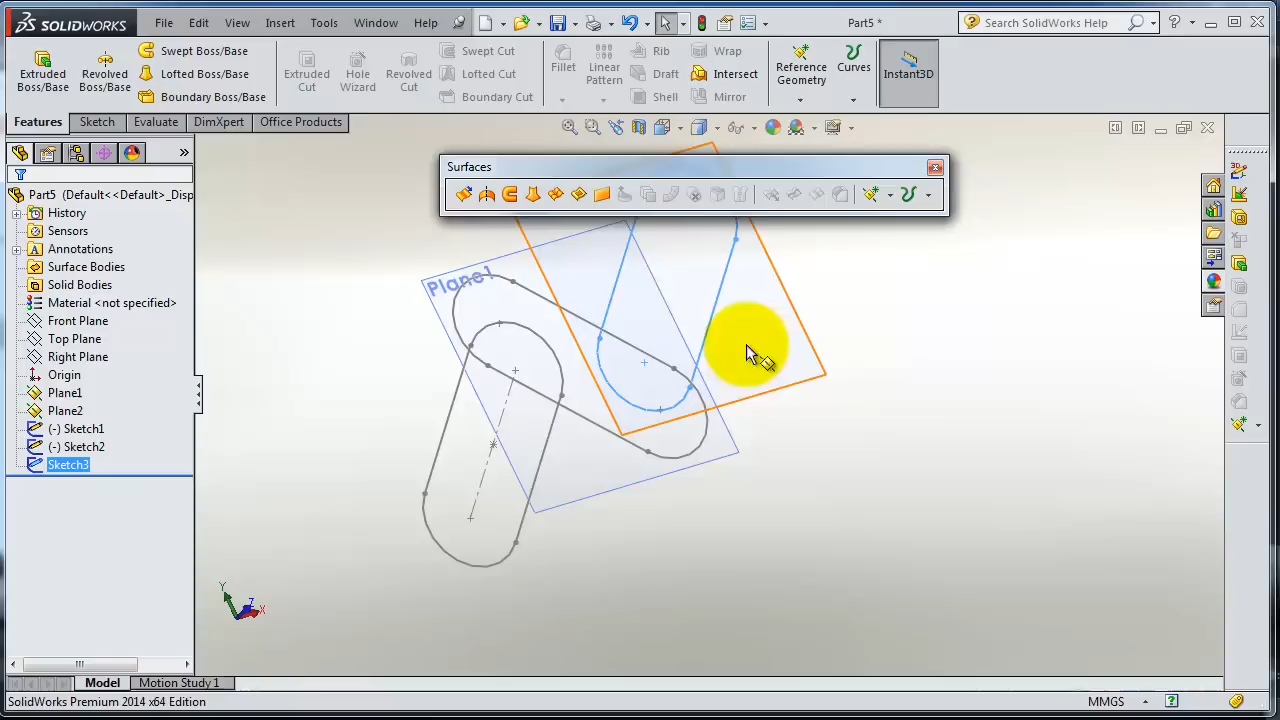 SOLIDWORKS File Edit View Insert Tools Window Help Part5 * Search SolidWorks Help
Extruded Boss/Base
Revolved Boss/Base
Swept Boss/Base
Lofted Boss/Base
Boundary Boss/Base
Extruded Cut
Hole Wizard
Revolved Cut
Swept Cut
Lofted Cut
Boundary Cut
Fillet
Linear Pattern
Rib
Draft
Shell
Wrap
Intersect
Mirror
Reference Geometry
Curves
Instant3D
Features Sketch Evaluate DimXpert Office Products
Surfaces
Part5 (Default<<Default>_Disp
History
Sensors
Annotations
Surface Bodies
Solid Bodies
Material <not specified>
Front Plane
Top Plane
Right Plane
Origin
Plane1
Plane2
(-) Sketch1
(-) Sketch2
Sketch3
Plane1
Y
Z
X
Model Motion Study 1
SolidWorks Premium 2014 x64 Edition MMGS